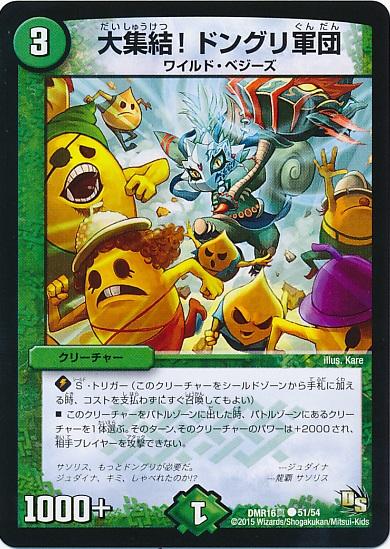 3
だいしゅうけつ ぐんだん
大集結！ドングリ軍団
ワイルド・ベジーズ
illus. Kare
クリーチャー
S・トリガー（このクリーチャーをシールドゾーンから手札に加える時、コストを支払わずにすぐ召喚してもよい）
■このクリーチャーをバトルゾーンに出した時、バトルゾーンにあるクリーチャーを1体選ぶ。そのターン、そのクリーチャーのパワーは+2000され、相手プレイヤーを攻撃できない。
サンリス、もっとドングリが必要だ。 ---ジュダイナ
ジュダイナ、キミ、しゃべれたのか!? ---龍覇 サンリス
1000+
1
DS
DMR16真 51/54
©2015 Wizards/Shogakukan/Mitsui-Kids